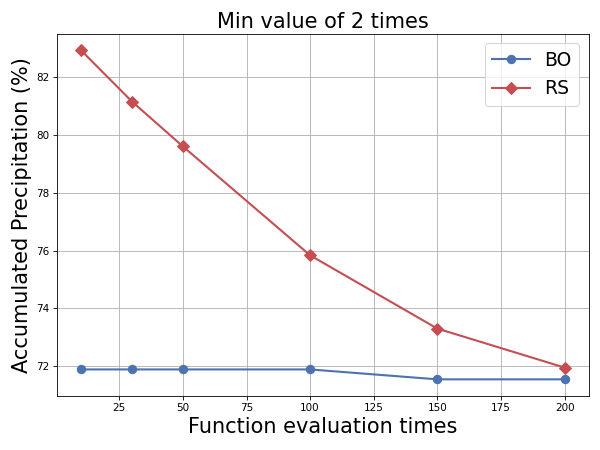 Min value of 2 times
Accumulated Precipitation (%)
82
80
78
76
74
72
BO
RS
25
50
75
100
125
150
175
200
Function evaluation times